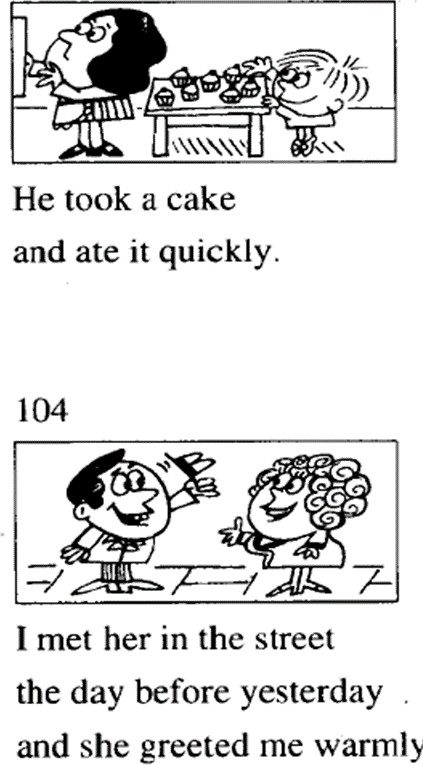 He took a cake
and ate it quickly.
104
I met her in the street
the day before yesterday .
and she greeted me warmly